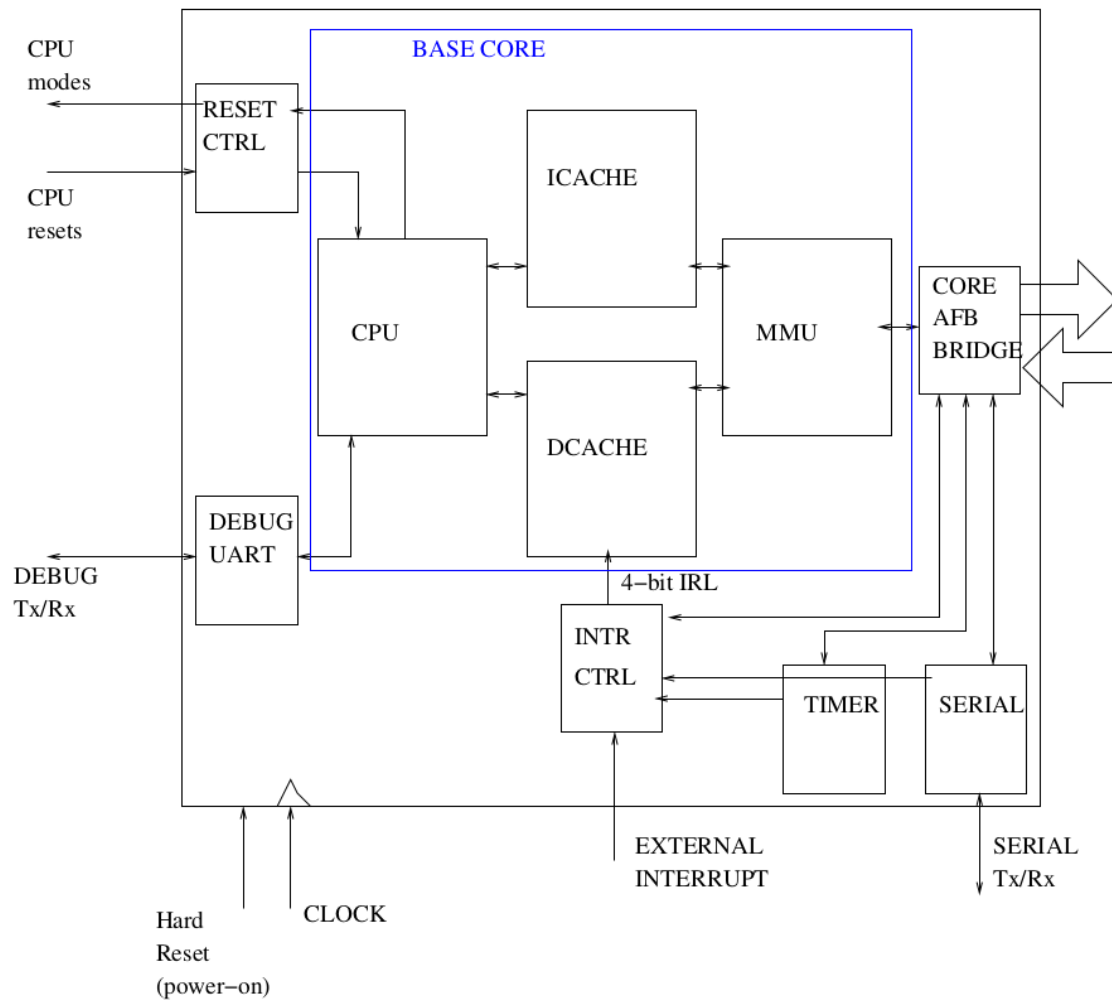 CPU
modes
BASE CORE
RESET
CTRL
CPU
resets
ICACHE
CPU
MMU
CORE
AFB
BRIDGE
DCACHE
DEBUG
UART
DEBUG
Tx/Rx
4−bit IRL
INTR
CTRL
TIMER
SERIAL
EXTERNAL
INTERRUPT
SERIAL
Tx/Rx
CLOCK
Hard
Reset
(power−on)